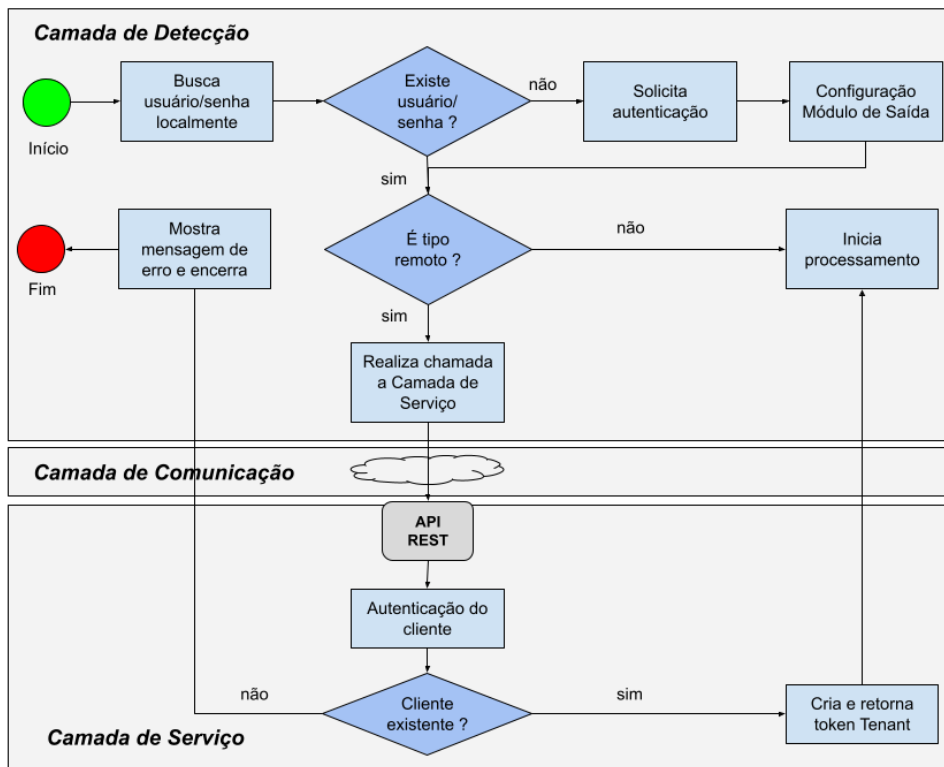 Camada de Detecção
Início
Busca
usuário/senha
localmente
Existe
usuário/
senha ?
não
Solicita
autenticação
Configuração
Módulo de Saída
sim
Fim
Mostra
mensagem de
erro e encerra
É tipo
remoto ?
não
Inicia
processamento
sim
Realiza chamada
a Camada de
Serviço
Camada de Comunicação
API
REST
Autenticação do
cliente
não
Cliente
existente ?
sim
Cria e retorna
token Tenant
Camada de Serviço